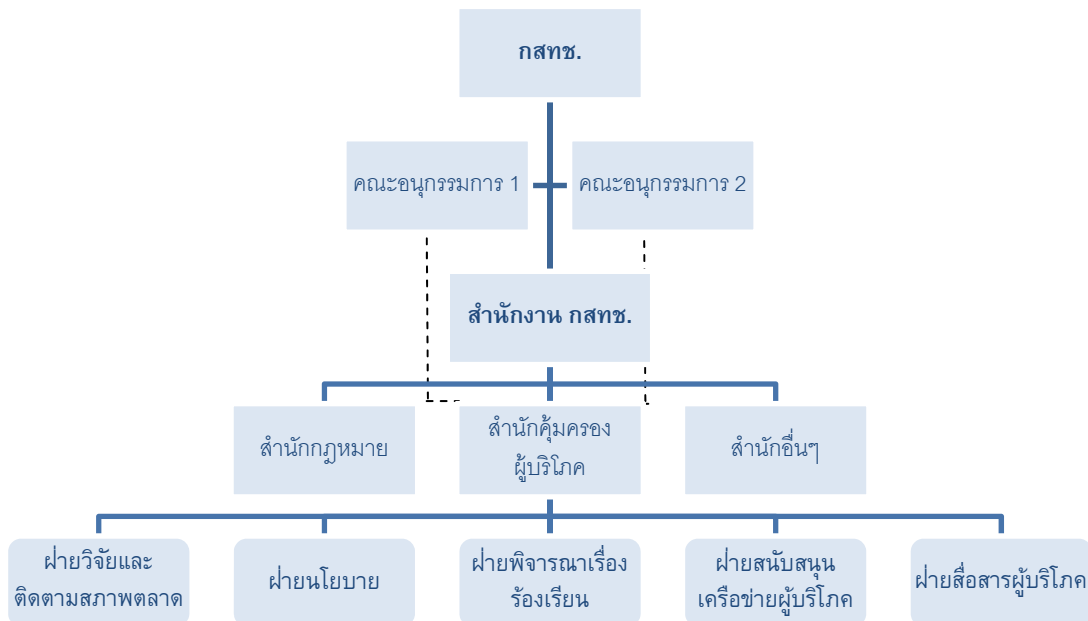 กสทช.
คณะอนุกรรมการ 1
คณะอนุกรรมการ 2
สำนักงาน กสทช.
สำนักกฎหมาย
สำนักคุ้มครอง
ผู้บริโภค
สำนักอื่นๆ
ฝ่ายวิจัยและ
ติดตามสภาพตลาด
ฝ่ายนโยบาย
ฝ่ายพิจารณาเรื่อง
ร้องเรียน
ฝ่ายสนับสนุน
เครือข่ายผู้บริโภค
ฝ่ายสื่อสารผู้บริโภค